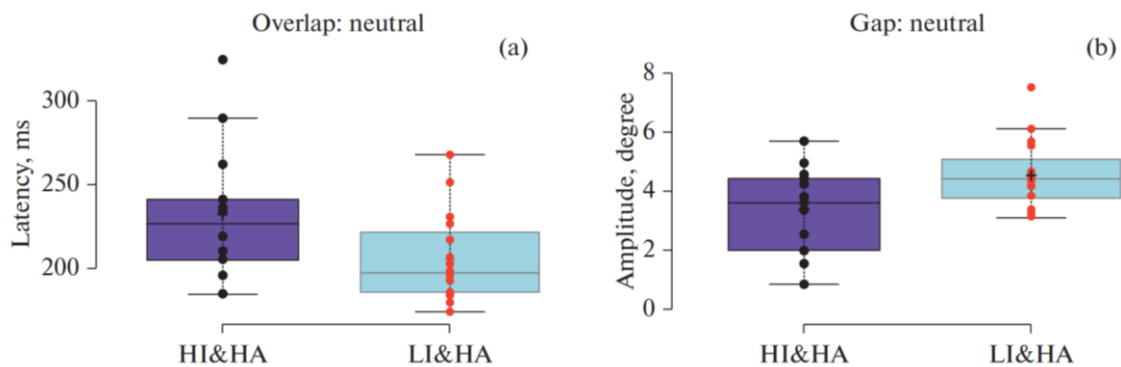 Overlap: neutral
(a)
Latency, ms
300
250
200
HI&HA
LI&HA
Gap: neutral
(b)
Amplitude, degree
8
6
4
2
0
HI&HA
LI&HA